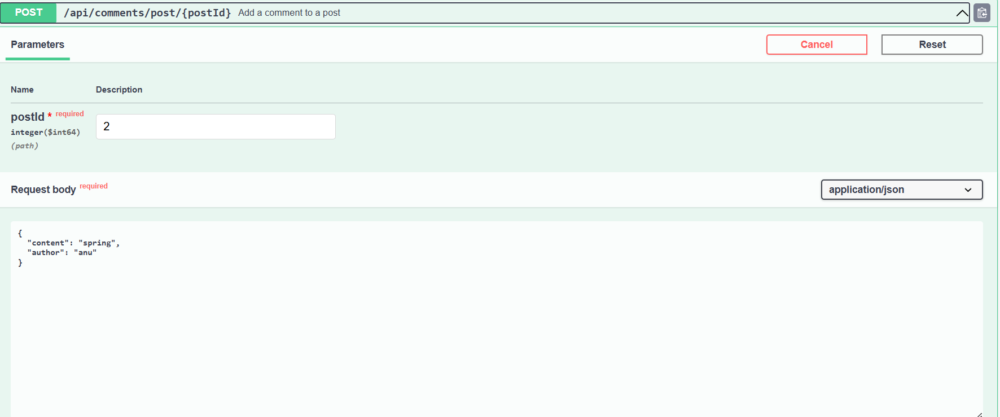 POST /api/comments/post/{postId} Add a comment to a post
Parameters
Cancel
Reset
Name Description
postId * required
integer($int64)
(path)
2
Request body required
application/json
{
  "content": "spring",
  "author": "anu"
}